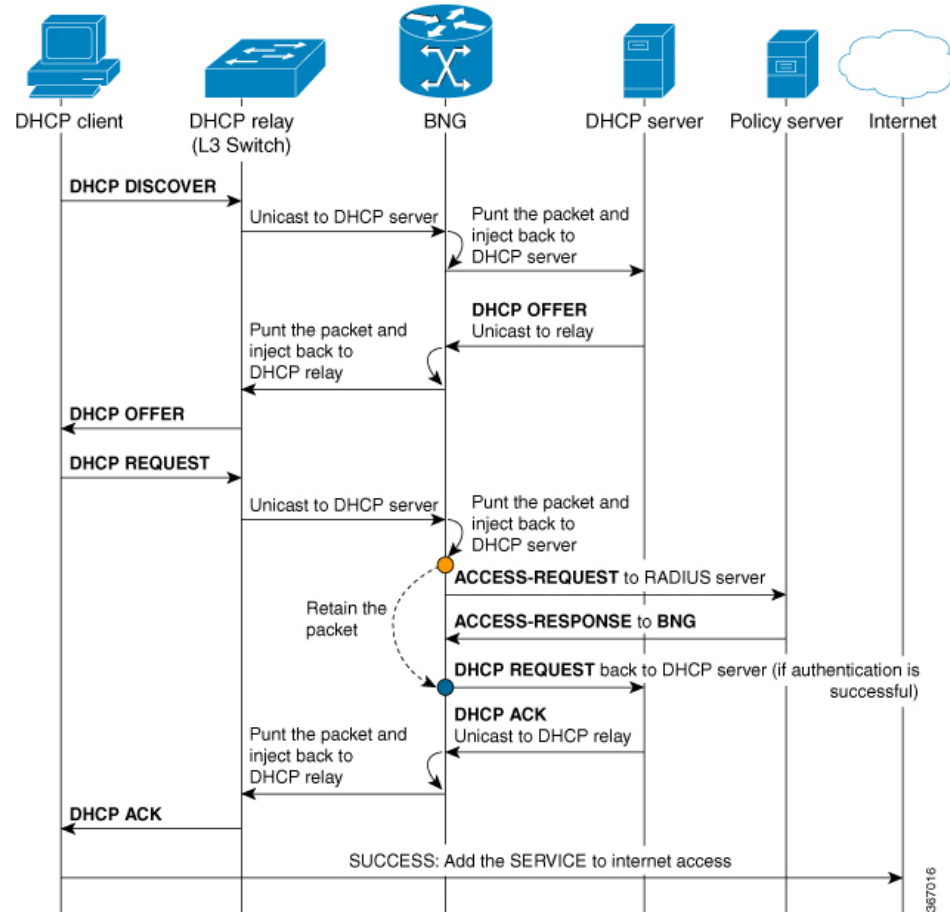 DHCP client
DHCP relay
(L3 Switch)
BNG
DHCP server
Policy server
Internet
DHCP DISCOVER
Unicast to DHCP server
Punt the packet and
inject back to
DHCP server
DHCP OFFER
Unicast to relay
Punt the packet and
inject back to
DHCP relay
DHCP OFFER
DHCP REQUEST
Unicast to DHCP server
Punt the packet and
inject back to
DHCP server
ACCESS-REQUEST to RADIUS server
Retain the
packet
ACCESS-RESPONSE to BNG
DHCP REQUEST back to DHCP server (if authentication is
successful)
DHCP ACK
Unicast to DHCP relay
Punt the packet and
inject back to
DHCP relay
DHCP ACK
SUCCESS: Add the SERVICE to internet access
367016